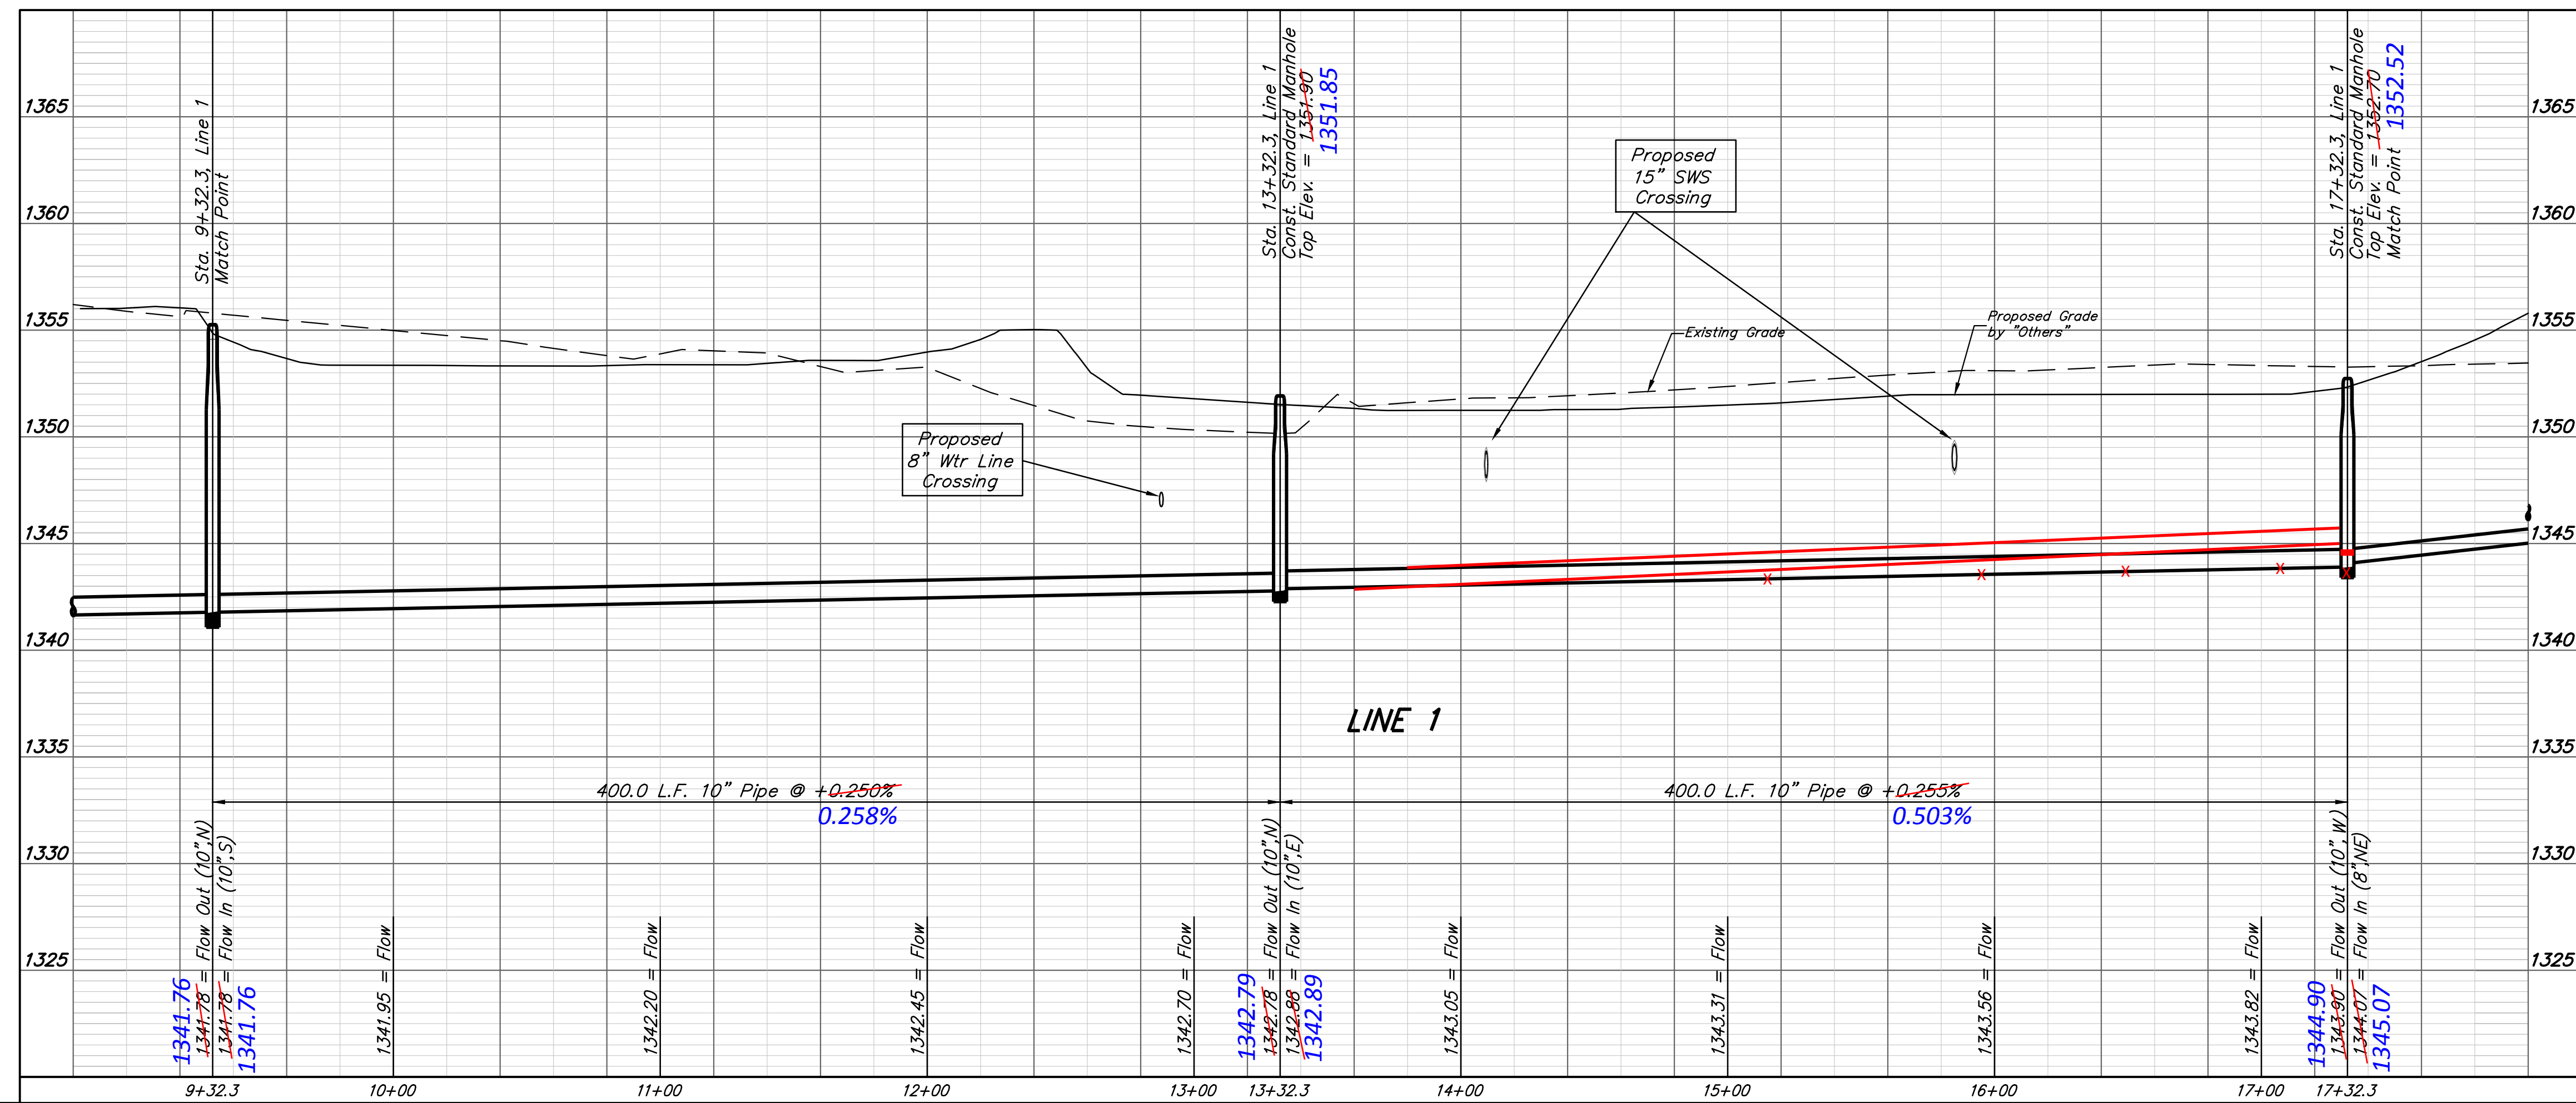 Sta. 9+32.3, Line 1
Match Point
Sta. 13+32.3, Line 1
Const. Standard Manhole
Top Elev. = 1351.90
1351.85
Sta. 17+32.3, Line 1
Const. Standard Manhole
Top Elev. = 1352.70
Match Point 1352.52
1365
1360
1355
1350
1345
1340
1335
1330
1325
1365
1360
1355
1350
1345
1340
1335
1330
1325
Proposed
15" SWS
Crossing
Existing Grade
Proposed Grade
by "Others"
Proposed
8" Wtr Line
Crossing
LINE 1
400.0 L.F. 10" Pipe @ +0.250%
0.258%
400.0 L.F. 10" Pipe @ +0.255%
0.503%
1341.76
1341.78 = Flow Out (10",N)
1341.78 = Flow In (10",S)
1341.76
1341.95 = Flow
1342.20 = Flow
1342.45 = Flow
1342.70 = Flow
1342.79
1342.78 = Flow Out (10",N)
1342.88 = Flow In (10",E)
1342.89
1343.05 = Flow
1343.31 = Flow
1343.56 = Flow
1343.82 = Flow
1344.90
1343.90 = Flow Out (10",W)
1344.07 = Flow In (8",NE)
1345.07
9+32.3
10+00
11+00
12+00
13+00
13+32.3
14+00
15+00
16+00
17+00
17+32.3